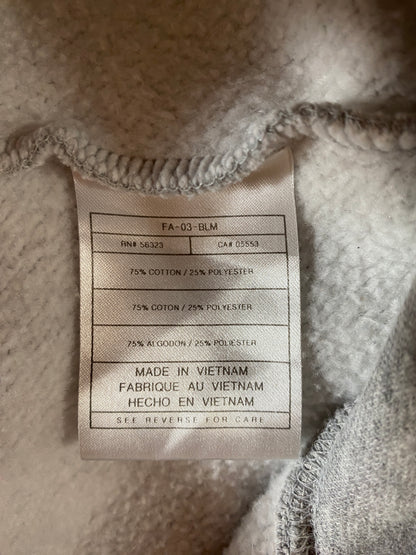 FA-03-BLM
RN# 56323 CA# 05553
75% COTTON / 25% POLYESTER
75% COTON / 25% POLYESTER
75% ALGODON / 25% POLIESTER
MADE IN VIETNAM
FABRIQUE AU VIETNAM
HECHO EN VIETNAM
SEE REVERSE FOR CARE